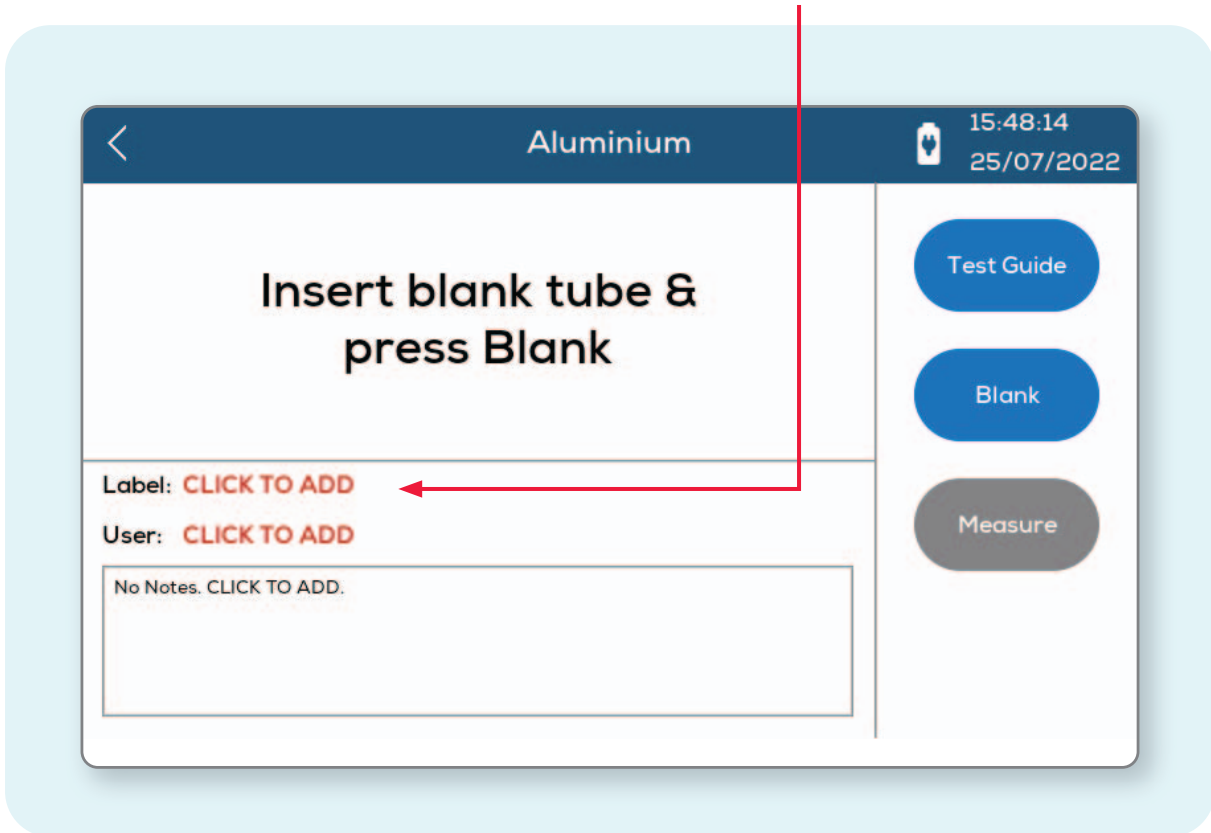 Aluminium
15:48:14
25/07/2022
Insert blank tube &
press Blank
Test Guide
Blank
Measure
Label: CLICK TO ADD
User: CLICK TO ADD
No Notes. CLICK TO ADD.